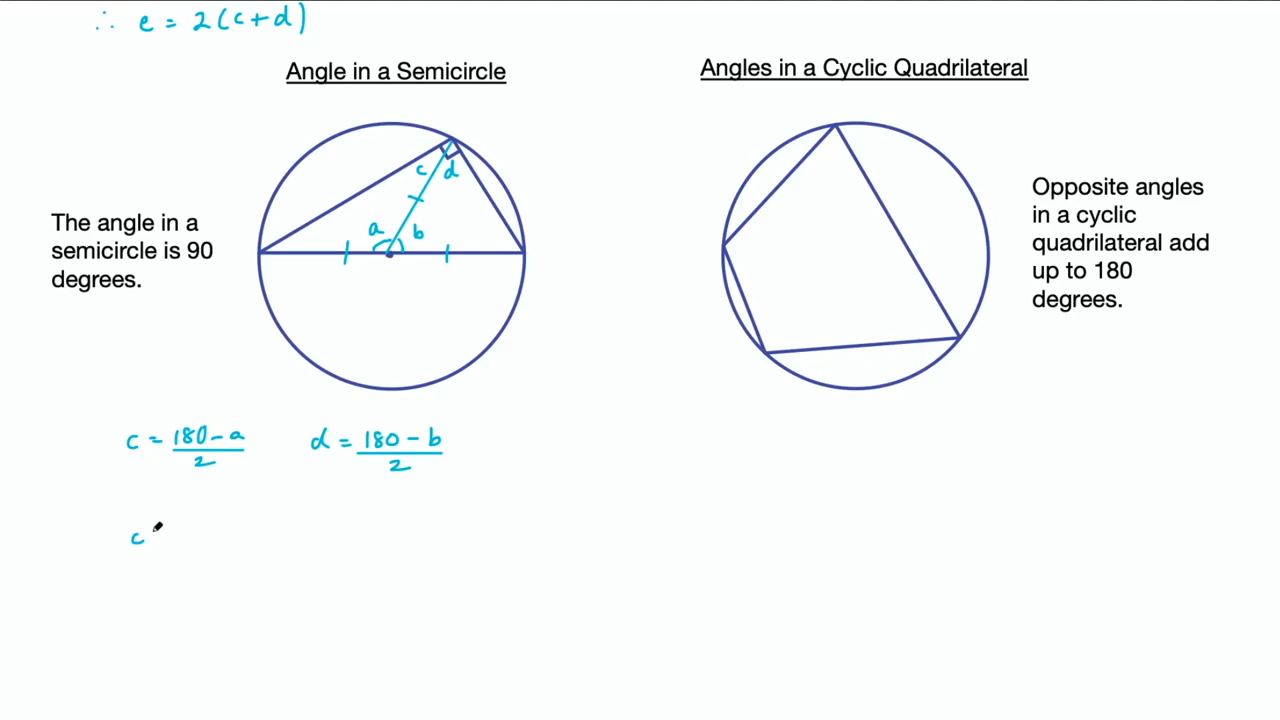 ∴ e = 2(c+d)
Angle in a Semicircle
Angles in a Cyclic Quadrilateral
The angle in a
semicircle is 90
degrees.
c
d
a
b
Opposite angles
in a cyclic
quadrilateral add
up to 180
degrees.
c = 180 - a
2
d = 180 - b
2
c